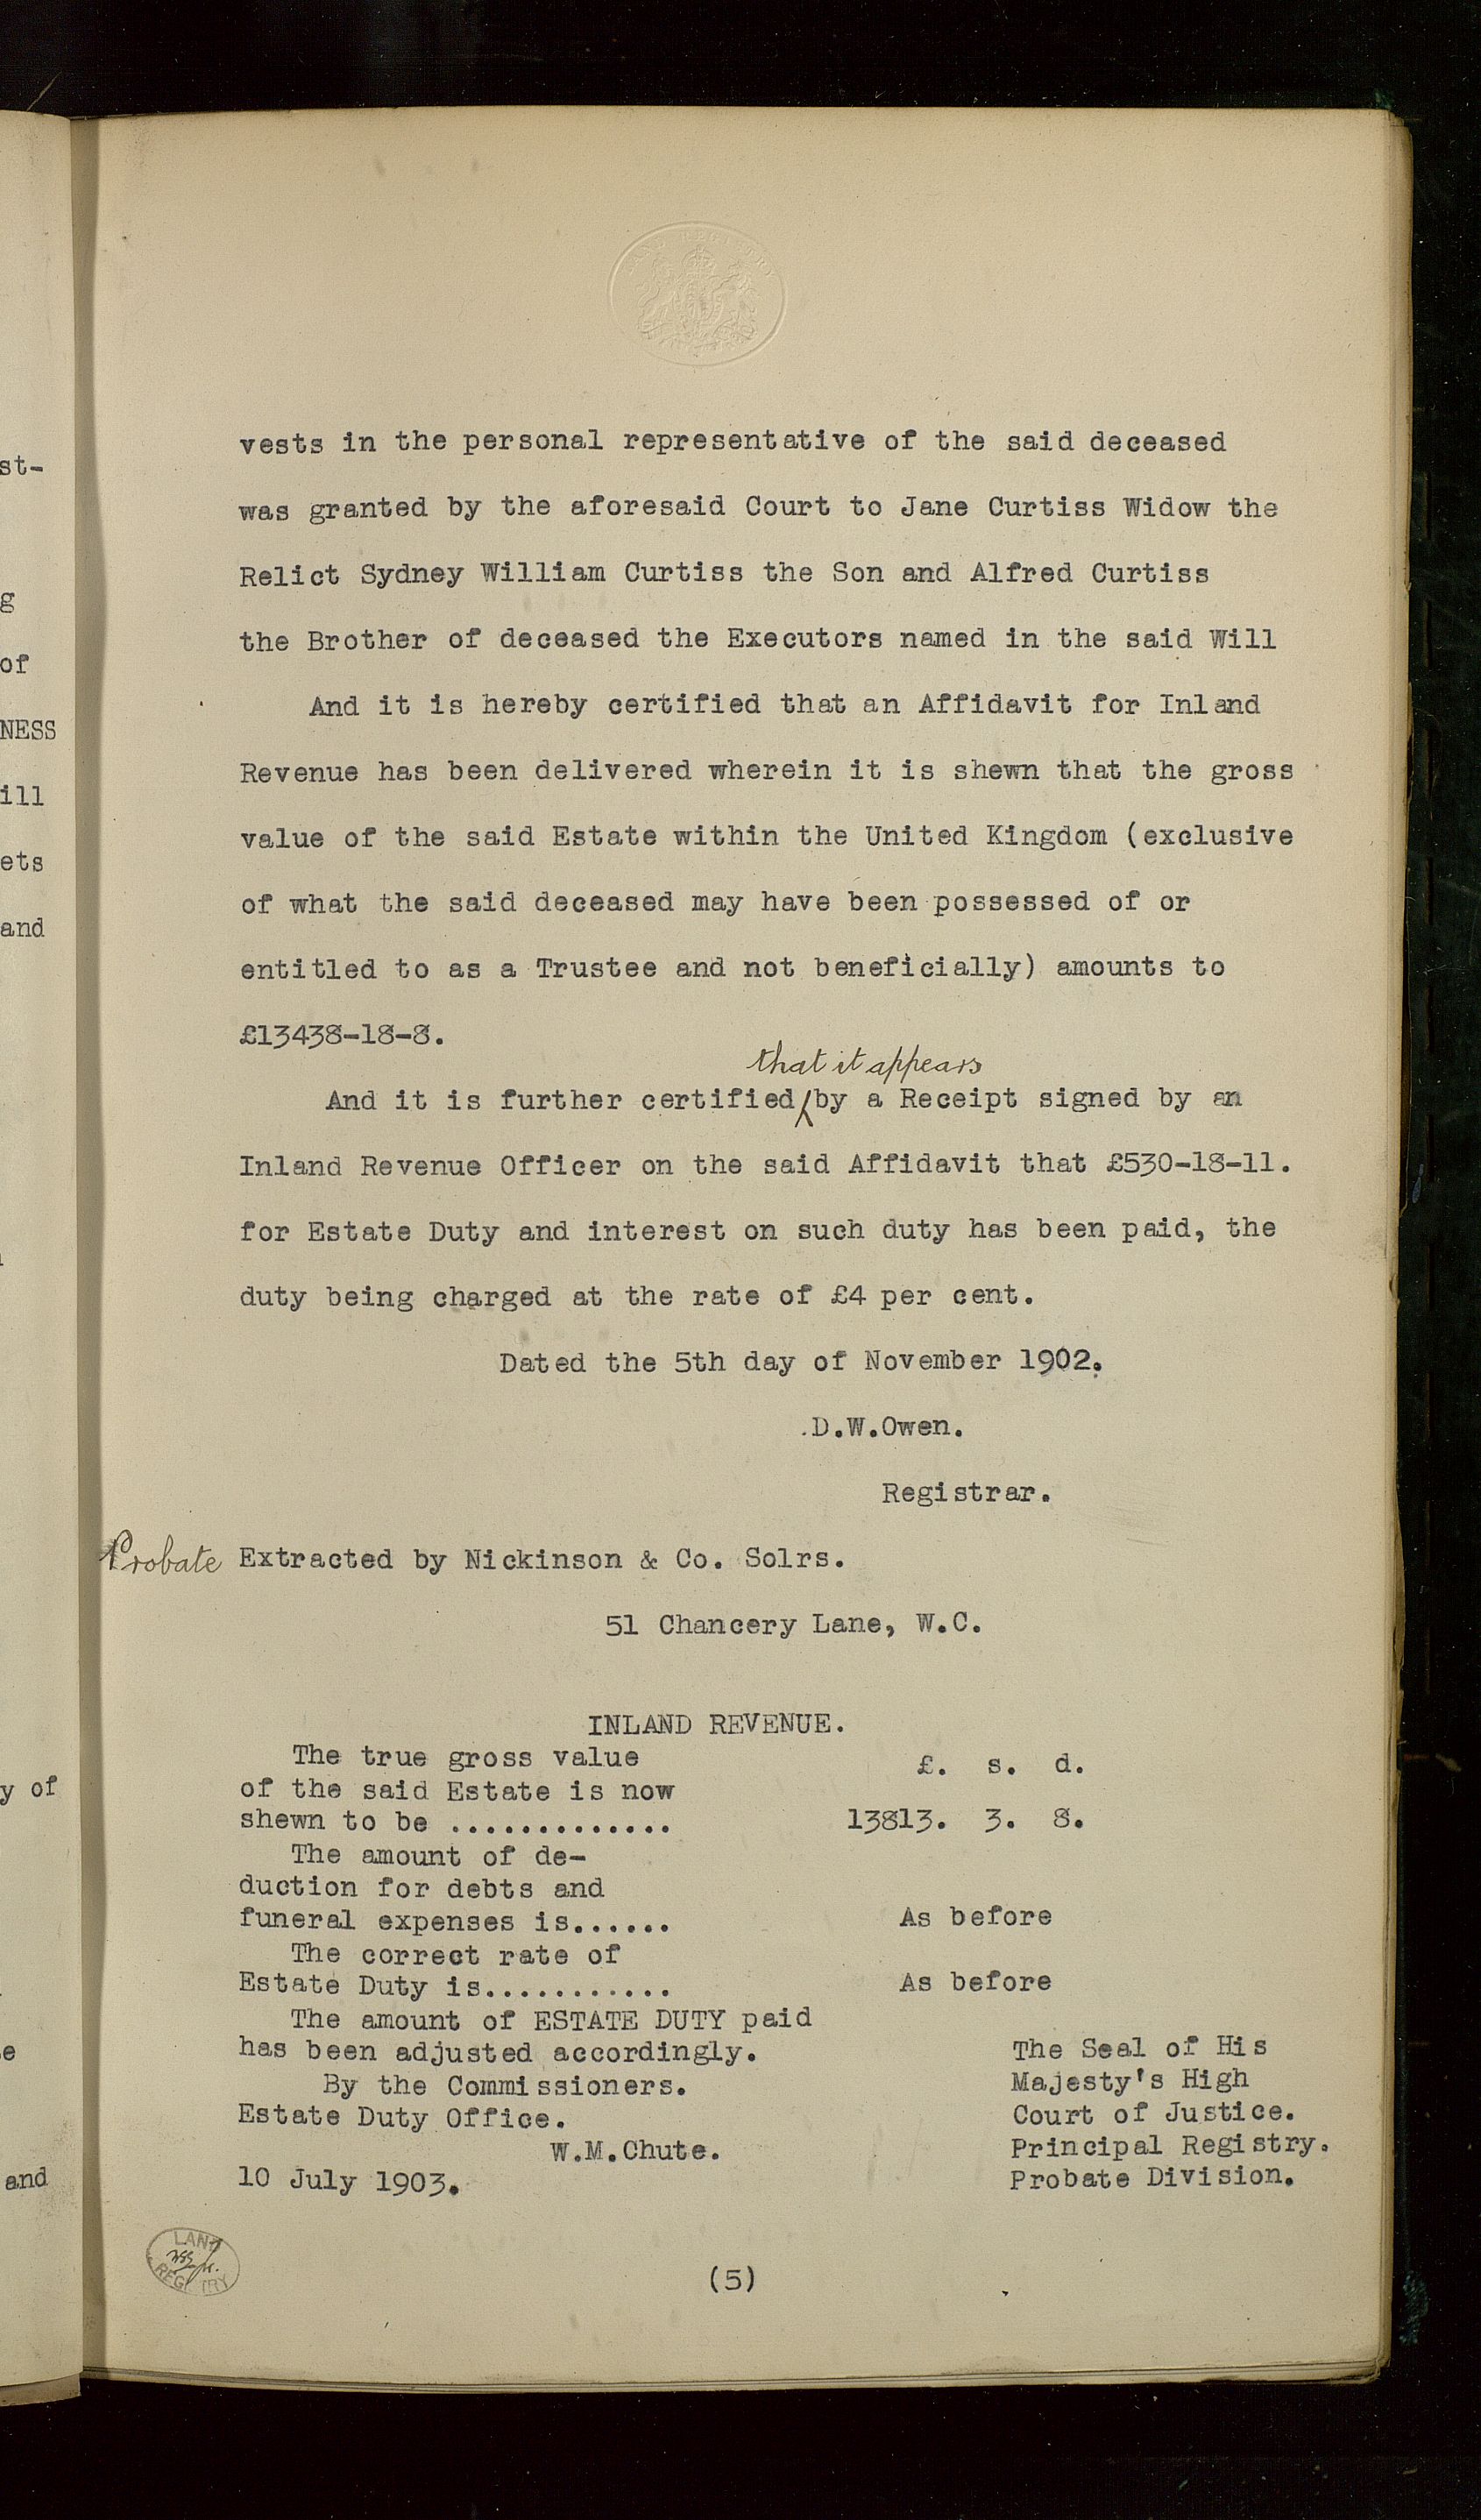 LAND REGISTRY
vests in the personal representative of the said deceased
was granted by the aforesaid Court to Jane Curtiss Widow the
Relict Sydney William Curtiss the Son and Alfred Curtiss
the Brother of deceased the Executors named in the said Will
And it is hereby certified that an Affidavit for Inland
Revenue has been delivered wherein it is shewn that the gross
value of the said Estate within the United Kingdom (exclusive
of what the said deceased may have been possessed of or
entitled to as a Trustee and not beneficially) amounts to
£13438-18-8.
that it appears
And it is further certified by a Receipt signed by an
Inland Revenue Officer on the said Affidavit that £530-18-11.
for Estate Duty and interest on such duty has been paid, the
duty being charged at the rate of £4 per cent.
Dated the 5th day of November 1902.
.D.W.Owen.
Registrar.
Probate Extracted by Nickinson & Co. Solrs.
51 Chancery Lane, W.C.
INLAND REVENUE.
The true gross value £. s. d.
of the said Estate is now
shewn to be ............. 13813. 3. 8.
The amount of de-
duction for debts and
funeral expenses is...... As before
The correct rate of
Estate Duty is........... As before
The amount of ESTATE DUTY paid
has been adjusted accordingly. The Seal of His
By the Commissioners. Majesty's High
Estate Duty Office. Court of Justice.
W.M.Chute. Principal Registry.
10 July 1903. Probate Division.
LAND
REGISTRY
(5)
st-
g
of
NESS
ill
ets
and
y of
e
and